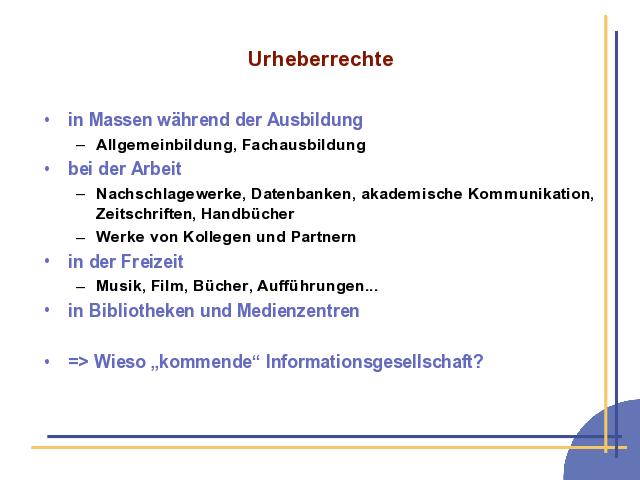 Urheberrechte
• in Massen während der Ausbildung
– Allgemeinbildung, Fachausbildung
• bei der Arbeit
– Nachschlagewerke, Datenbanken, akademische Kommunikation,
Zeitschriften, Handbücher
– Werke von Kollegen und Partnern
• in der Freizeit
– Musik, Film, Bücher, Aufführungen...
• in Bibliotheken und Medienzentren
• => Wieso „kommende“ Informationsgesellschaft?